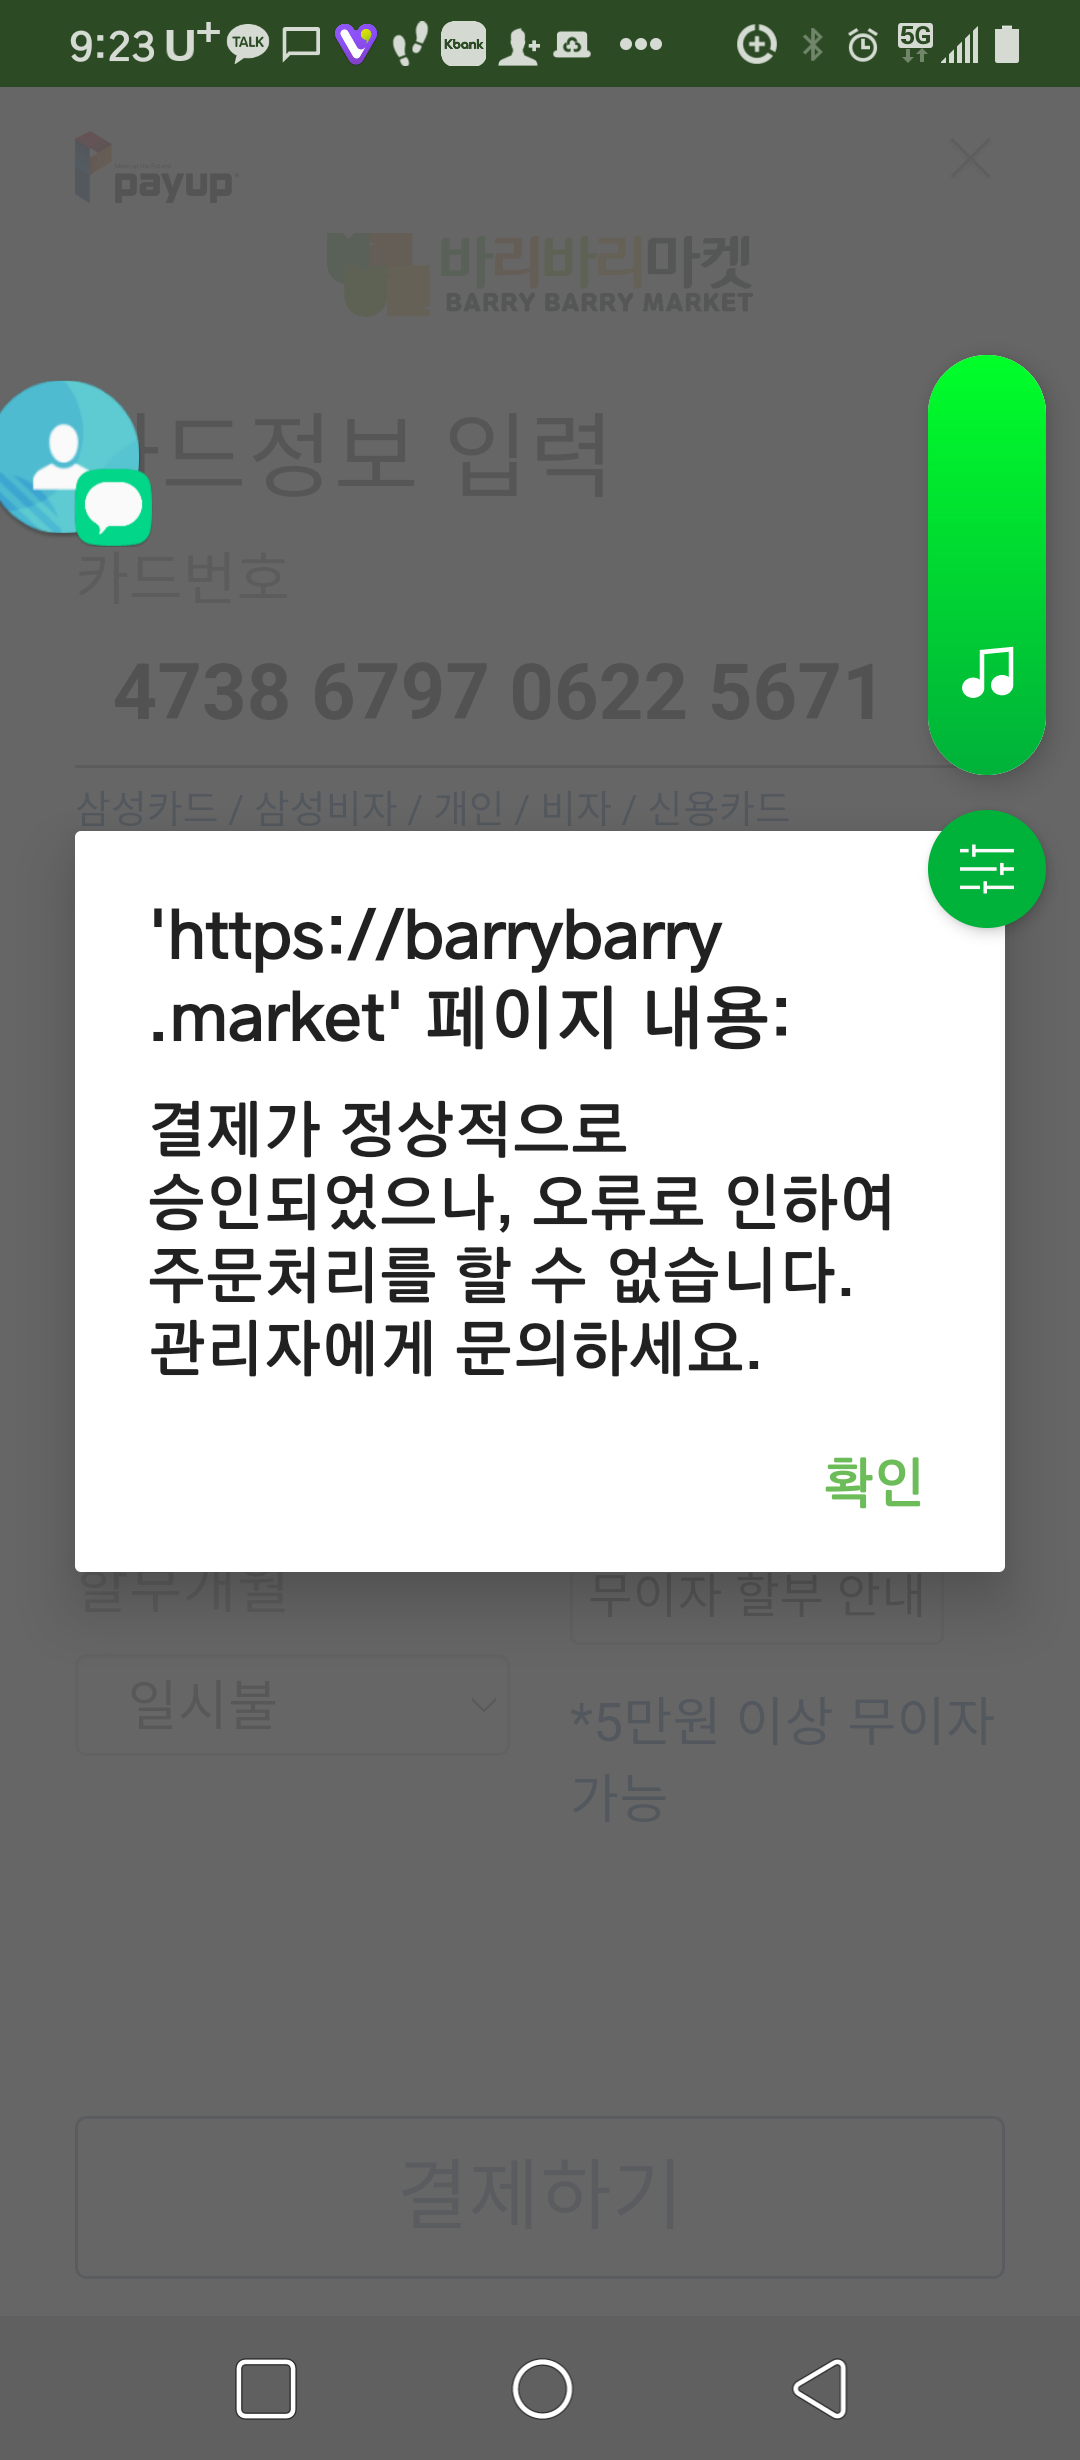 9:23 U+ TALK Kbank 5G
payup
바리바리마켓
BARRY BARRY MARKET
카드정보 입력
카드번호
4738 6797 0622 5671
삼성카드 / 삼성비자 / 개인 / 비자 / 신용카드
'https://barrybarry
.market' 페이지 내용:
결제가 정상적으로
승인되었으나, 오류로 인하여
주문처리를 할 수 없습니다.
관리자에게 문의하세요.
확인
할부개월
무이자 할부 안내
일시불
*5만원 이상 무이자
가능
결제하기